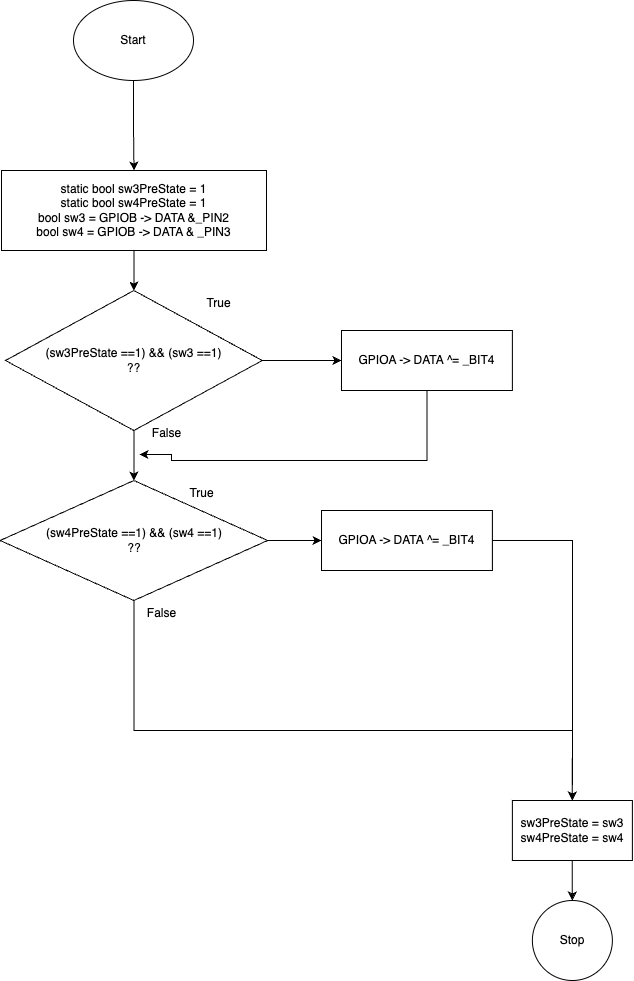 Start
static bool sw3PreState = 1
static bool sw4PreState = 1
bool sw3 = GPIOB -> DATA &_PIN2
bool sw4 = GPIOB -> DATA & _PIN3
True
(sw3PreState ==1) && (sw3 ==1)
??
GPIOA -> DATA ^= _BIT4
False
True
(sw4PreState ==1) && (sw4 ==1)
??
GPIOA -> DATA ^= _BIT4
False
sw3PreState = sw3
sw4PreState = sw4
Stop